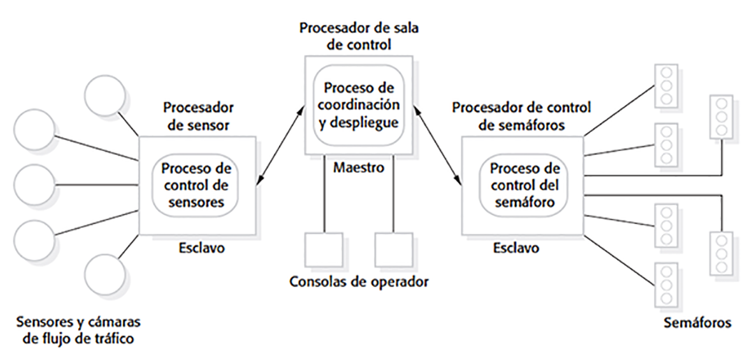 Procesador de sala
de control
Proceso de
coordinación
y despliegue
Maestro
Procesador
de sensor
Proceso de
control de
sensores
Esclavo
Procesador de control
de semáforos
Proceso de
control del
semáforo
Esclavo
Consolas de operador
Sensores y cámaras
de flujo de tráfico
Semáforos